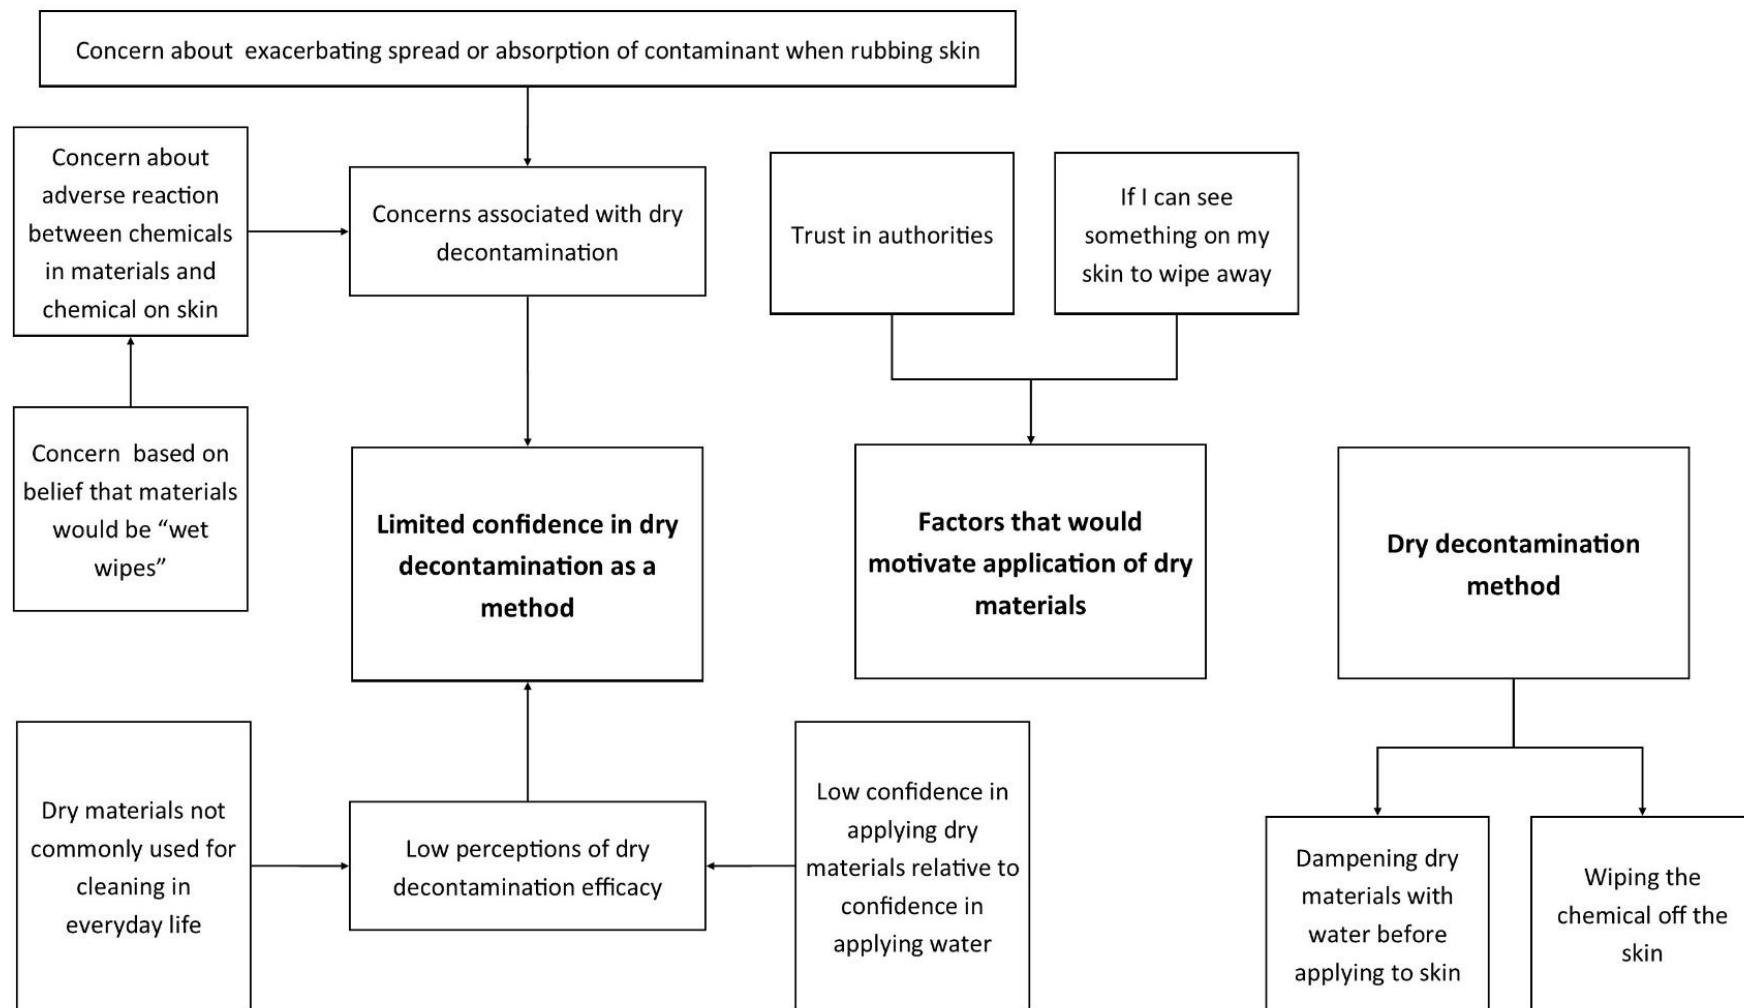 Concern about exacerbating spread or absorption of contaminant when rubbing skin
Concern about
adverse reaction
between chemicals
in materials and
chemical on skin
Concerns associated with dry
decontamination
Trust in authorities
If I can see
something on my
skin to wipe away
Concern based on
belief that materials
would be “wet
wipes”
Limited confidence in dry
decontamination as a
method
Factors that would
motivate application of dry
materials
Dry decontamination
method
Dry materials not
commonly used for
cleaning in
everyday life
Low perceptions of dry
decontamination efficacy
Low confidence in
applying dry
materials relative to
confidence in
applying water
Dampening dry
materials with
water before
applying to skin
Wiping the
chemical off the
skin